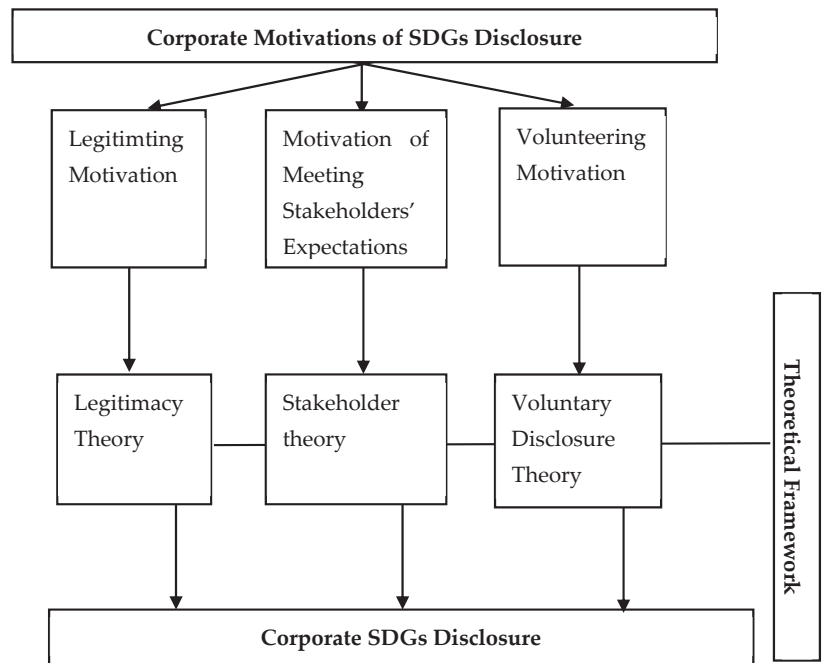 Corporate Motivations of SDGs Disclosure
Legitimting
Motivation
Motivation of
Meeting
Stakeholders’
Expectations
Volunteering
Motivation
Legitimacy
Theory
Stakeholder
theory
Voluntary
Disclosure
Theory
Theoretical Framework
Corporate SDGs Disclosure